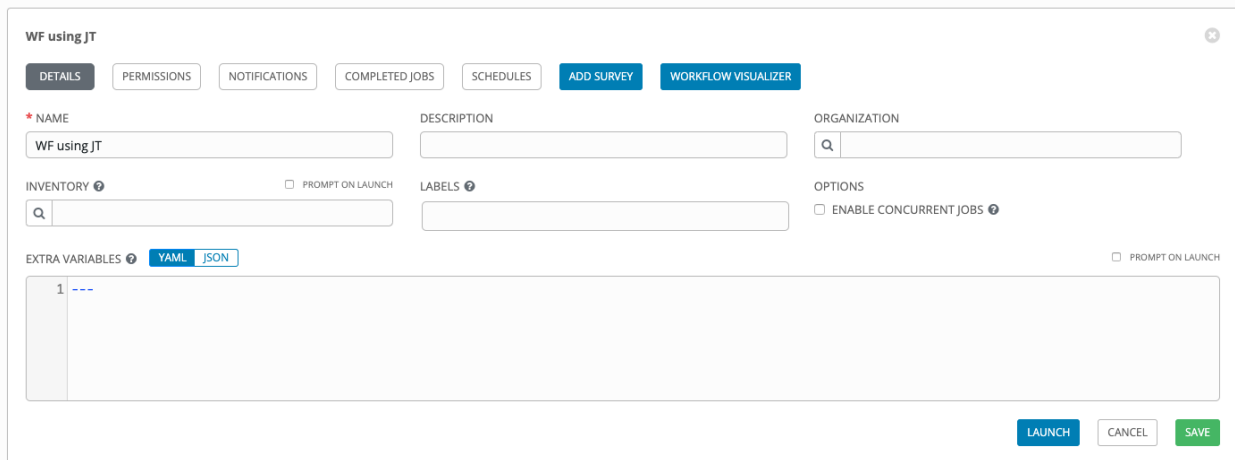 WF using JT
DETAILS PERMISSIONS NOTIFICATIONS COMPLETED JOBS SCHEDULES ADD SURVEY WORKFLOW VISUALIZER
* NAME DESCRIPTION ORGANIZATION
WF using JT
INVENTORY ? PROMPT ON LAUNCH LABELS ? OPTIONS
ENABLE CONCURRENT JOBS ?
EXTRA VARIABLES ? YAML JSON PROMPT ON LAUNCH
1 ---
LAUNCH CANCEL SAVE